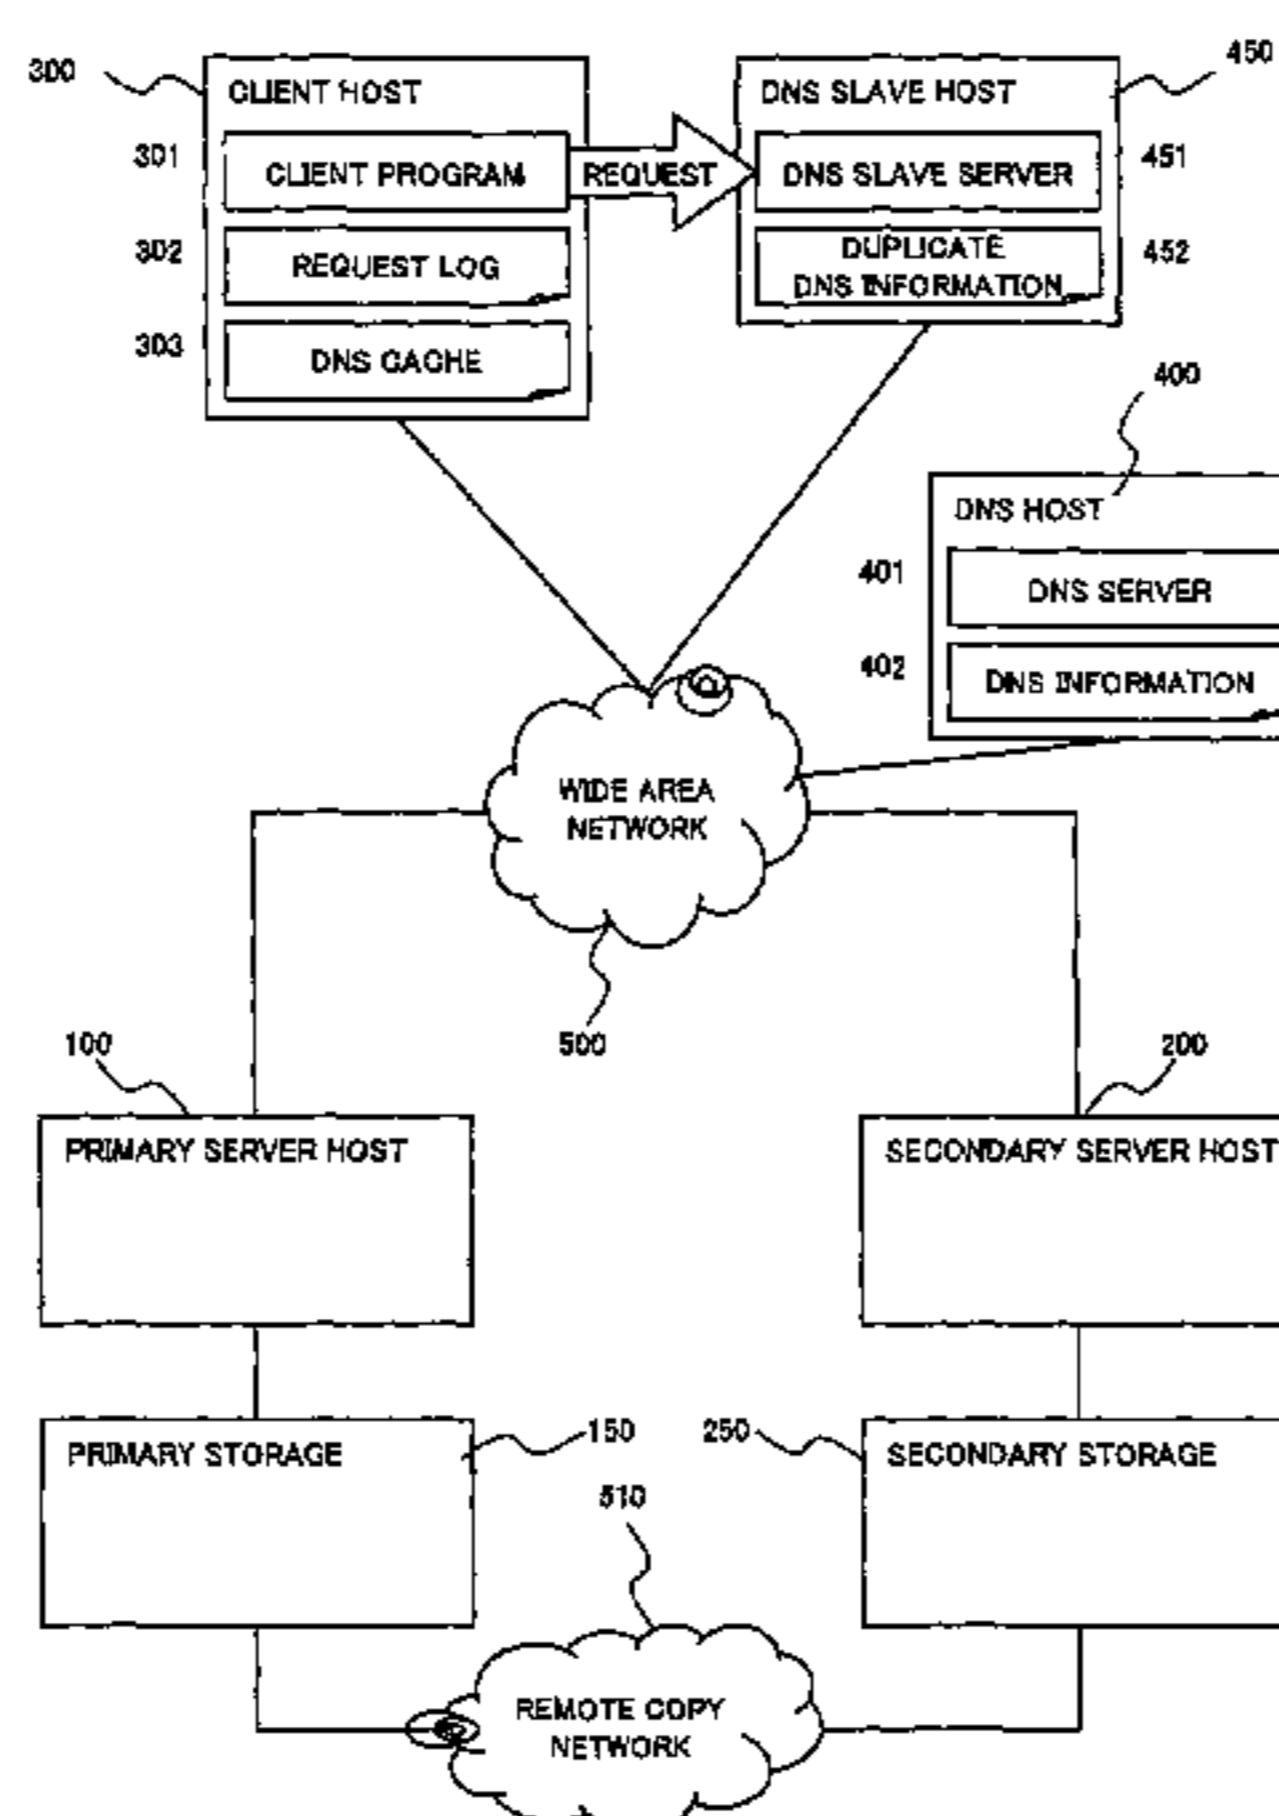 300
CLIENT HOST
301
CLIENT PROGRAM
302
REQUEST LOG
303
DNS CACHE
REQUEST
450
DNS SLAVE HOST
DNS SLAVE SERVER
451
DUPLICATE
DNS INFORMATION
452
400
DNS HOST
401
DNS SERVER
402
DNS INFORMATION
WIDE AREA
NETWORK
500
100
PRIMARY SERVER HOST
200
SECONDARY SERVER HOST
PRIMARY STORAGE
150
250
SECONDARY STORAGE
510
REMOTE COPY
NETWORK